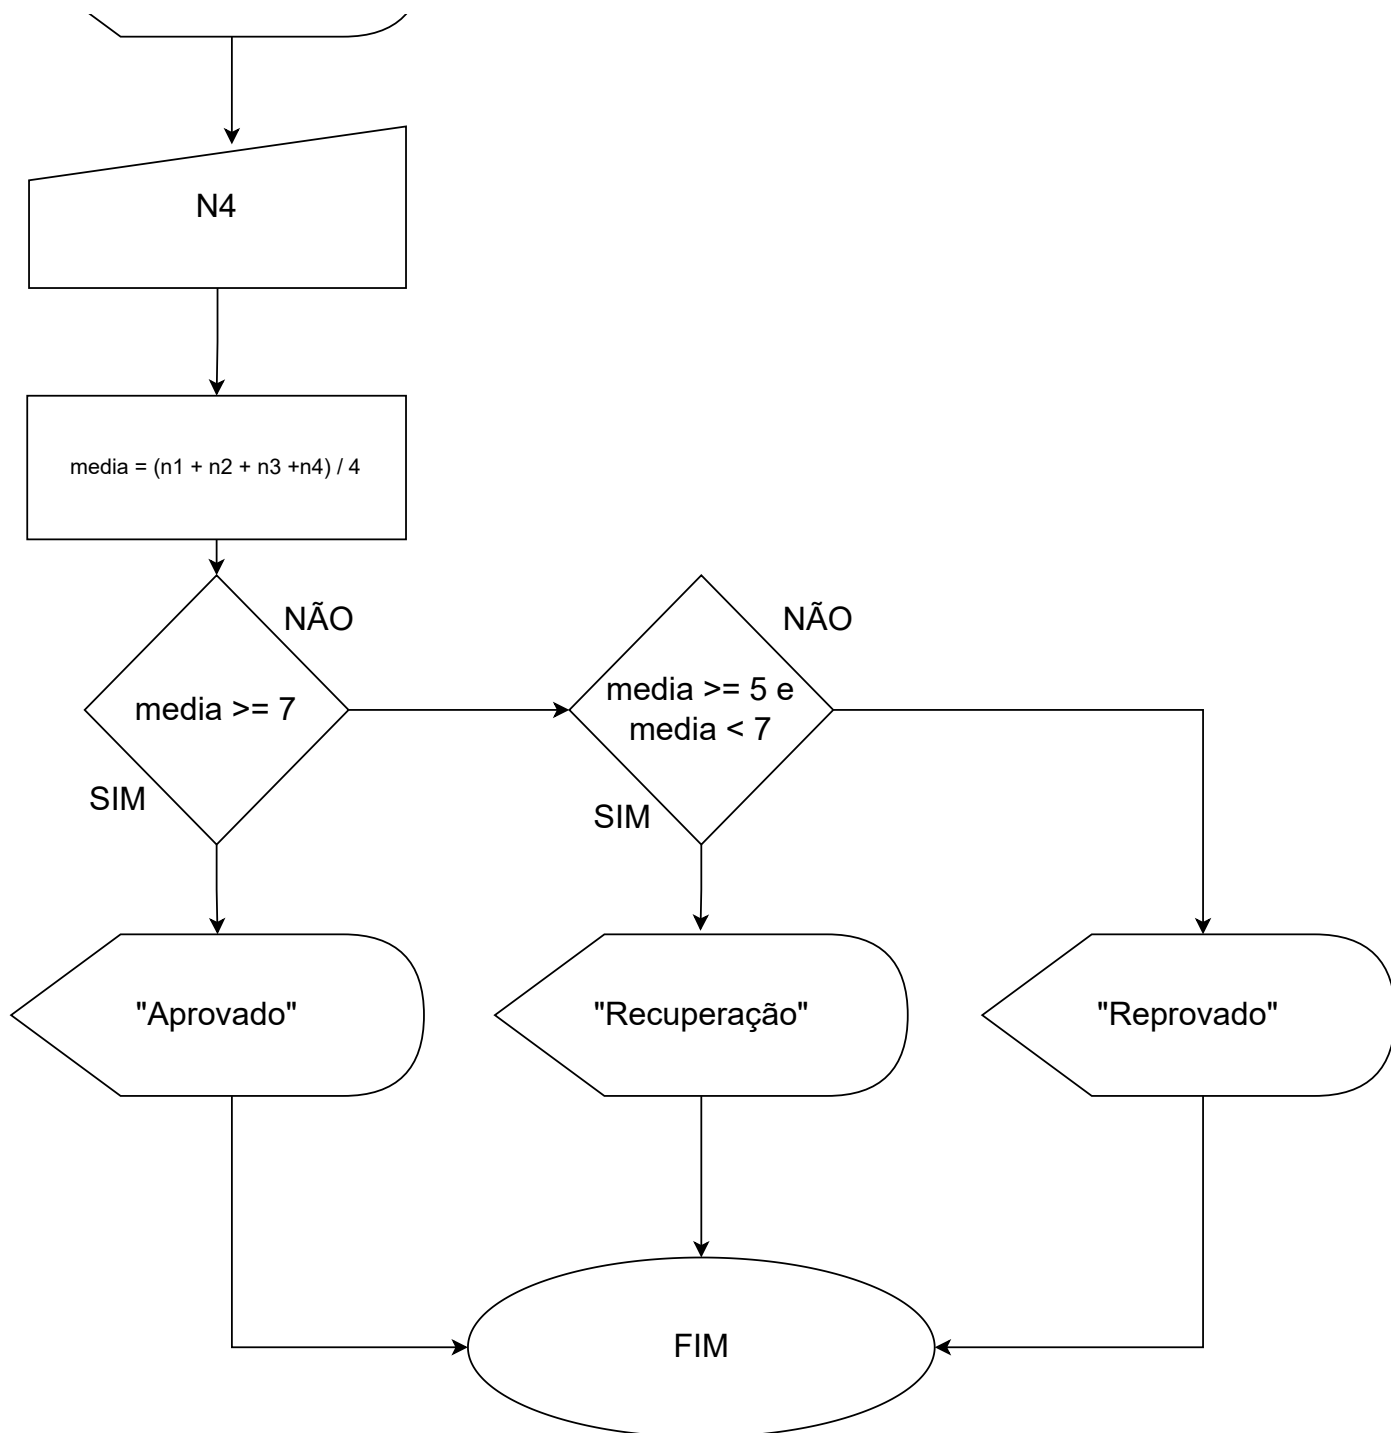 N4
media = (n1 + n2 + n3 +n4) / 4
NÃO
NÃO
media >= 7
media >= 5 e
media < 7
SIM
SIM
"Aprovado"
"Recuperação"
"Reprovado"
FIM